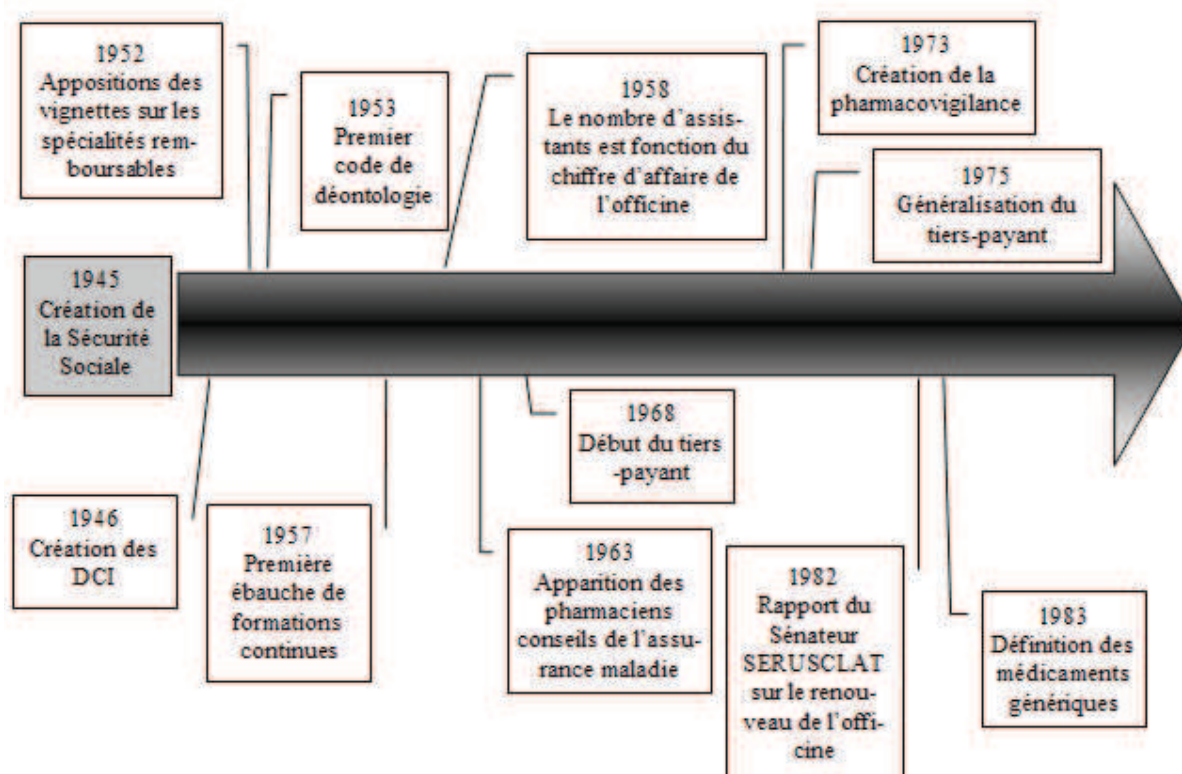 1952
Appositions des
vignettes sur les
spécialités rem-
boursables
1953
Premier
code de
déontologie
1958
Le nombre d'assis-
tants est fonction du
chiffre d'affaire de
l'officine
1973
Création de la
pharmacovigilance
1975
Généralisation du
tiers-payant
1945
Création de
la Sécurité
Sociale
1946
Création des
DCI
1957
Première
ébauche de
formations
continues
1968
Début du tiers
-payant
1963
Apparition des
pharmaciens
conseils de l'assu-
rance maladie
1982
Rapport du
Sénateur
SERUSCLAT
sur le renou-
veau de l'offi-
cine
1983
Définition des
médicaments
génériques